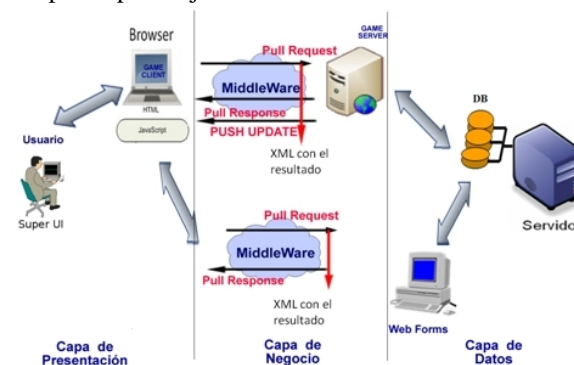 Browser
GAME
CLIENT
HTML
JavaScript
Usuario
Super UI
Pull Request
MiddleWare
Pull Response
PUSH UPDATE
XML con el
resultado
GAME
SERVER
DB
Servido
Pull Request
MiddleWare
Pull Response
XML con el
resultado
Web Forms
Capa de
Presentación
Capa de
Negocio
Capa de
Datos